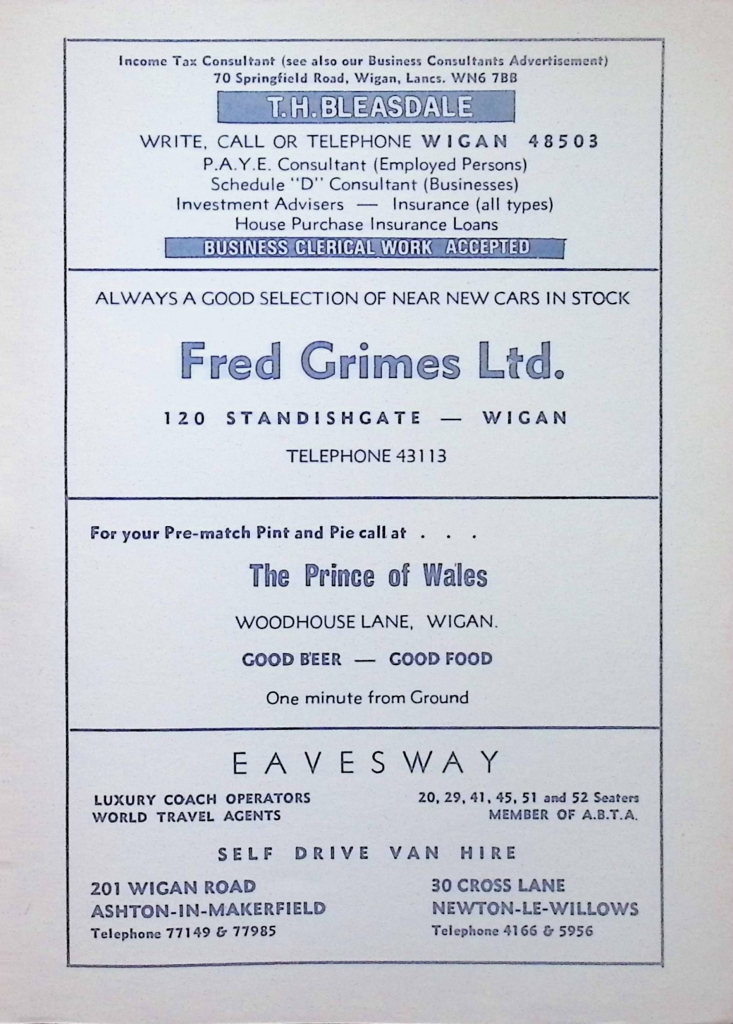 Income Tax Consultant (see also our Business Consultants Advertisement)
70 Springfield Road, Wigan, Lancs. WN6 7BB
T.H.BLEASDALE
WRITE, CALL OR TELEPHONE WIGAN 48503
P.A.Y.E. Consultant (Employed Persons)
Schedule "D" Consultant (Businesses)
Investment Advisers — Insurance (all types)
House Purchase Insurance Loans
BUSINESS CLERICAL WORK ACCEPTED
ALWAYS A GOOD SELECTION OF NEAR NEW CARS IN STOCK
Fred Grimes Ltd.
120 STANDISHGATE — WIGAN
TELEPHONE 43113
For your Pre-match Pint and Pie call at . . .
The Prince of Wales
WOODHOUSE LANE, WIGAN.
GOOD BEER — GOOD FOOD
One minute from Ground
EAVESWAY
LUXURY COACH OPERATORS 20, 29, 41, 45, 51 and 52 Seaters
WORLD TRAVEL AGENTS MEMBER OF A.B.T.A.
SELF DRIVE VAN HIRE
201 WIGAN ROAD 30 CROSS LANE
ASHTON-IN-MAKERFIELD NEWTON-LE-WILLOWS
Telephone 77149 & 77985 Telephone 4166 & 5956